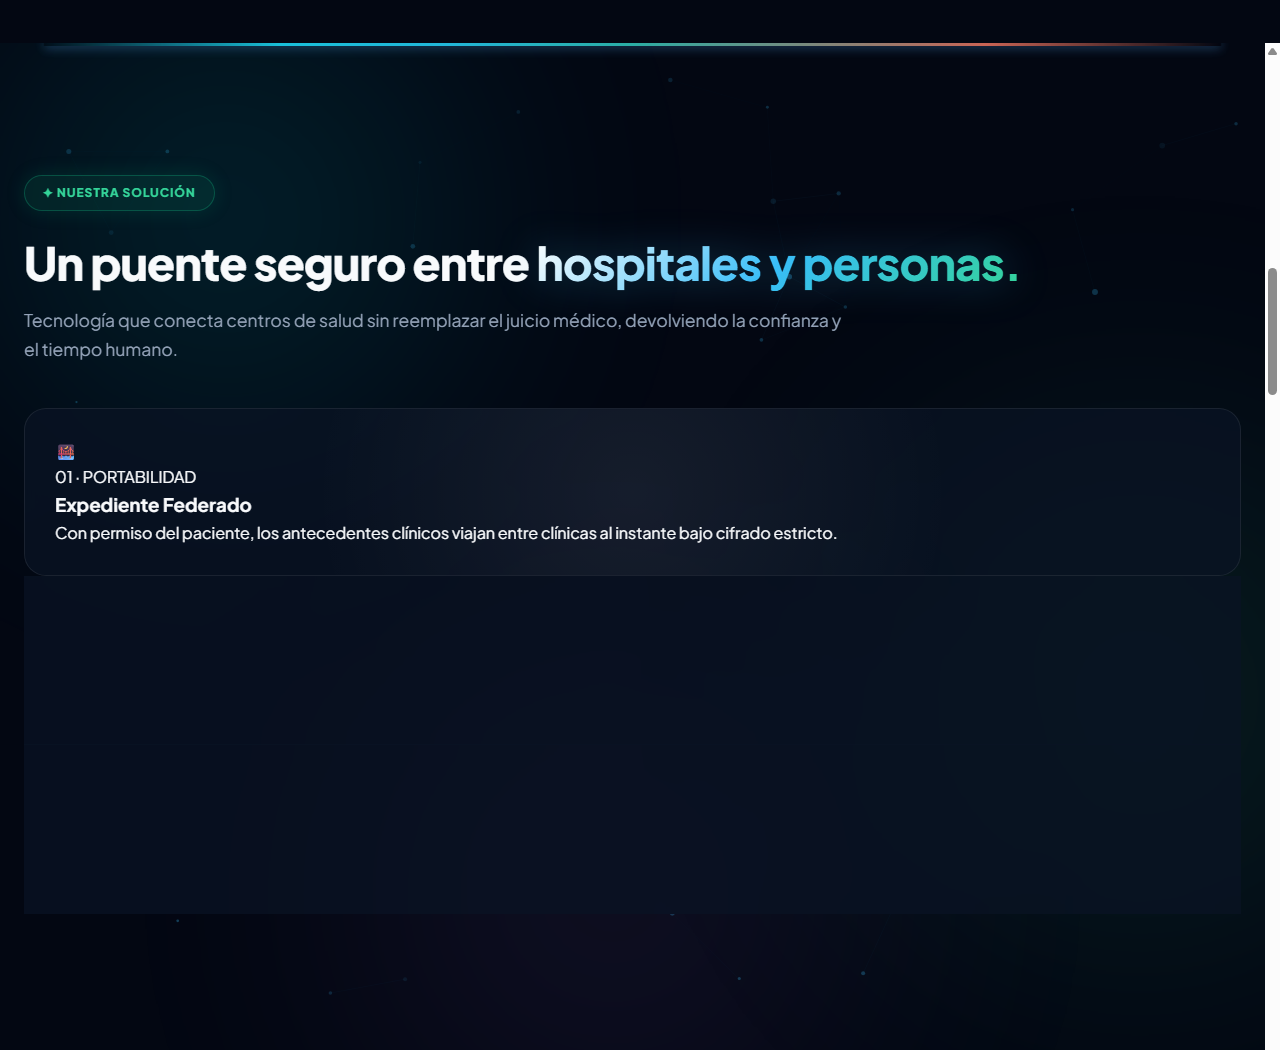 ✦ NUESTRA SOLUCIÓN
Un puente seguro entre hospitales y personas.
Tecnología que conecta centros de salud sin reemplazar el juicio médico, devolviendo la confianza y
el tiempo humano.
01 · PORTABILIDAD
Expediente Federado
Con permiso del paciente, los antecedentes clínicos viajan entre clínicas al instante bajo cifrado estricto.